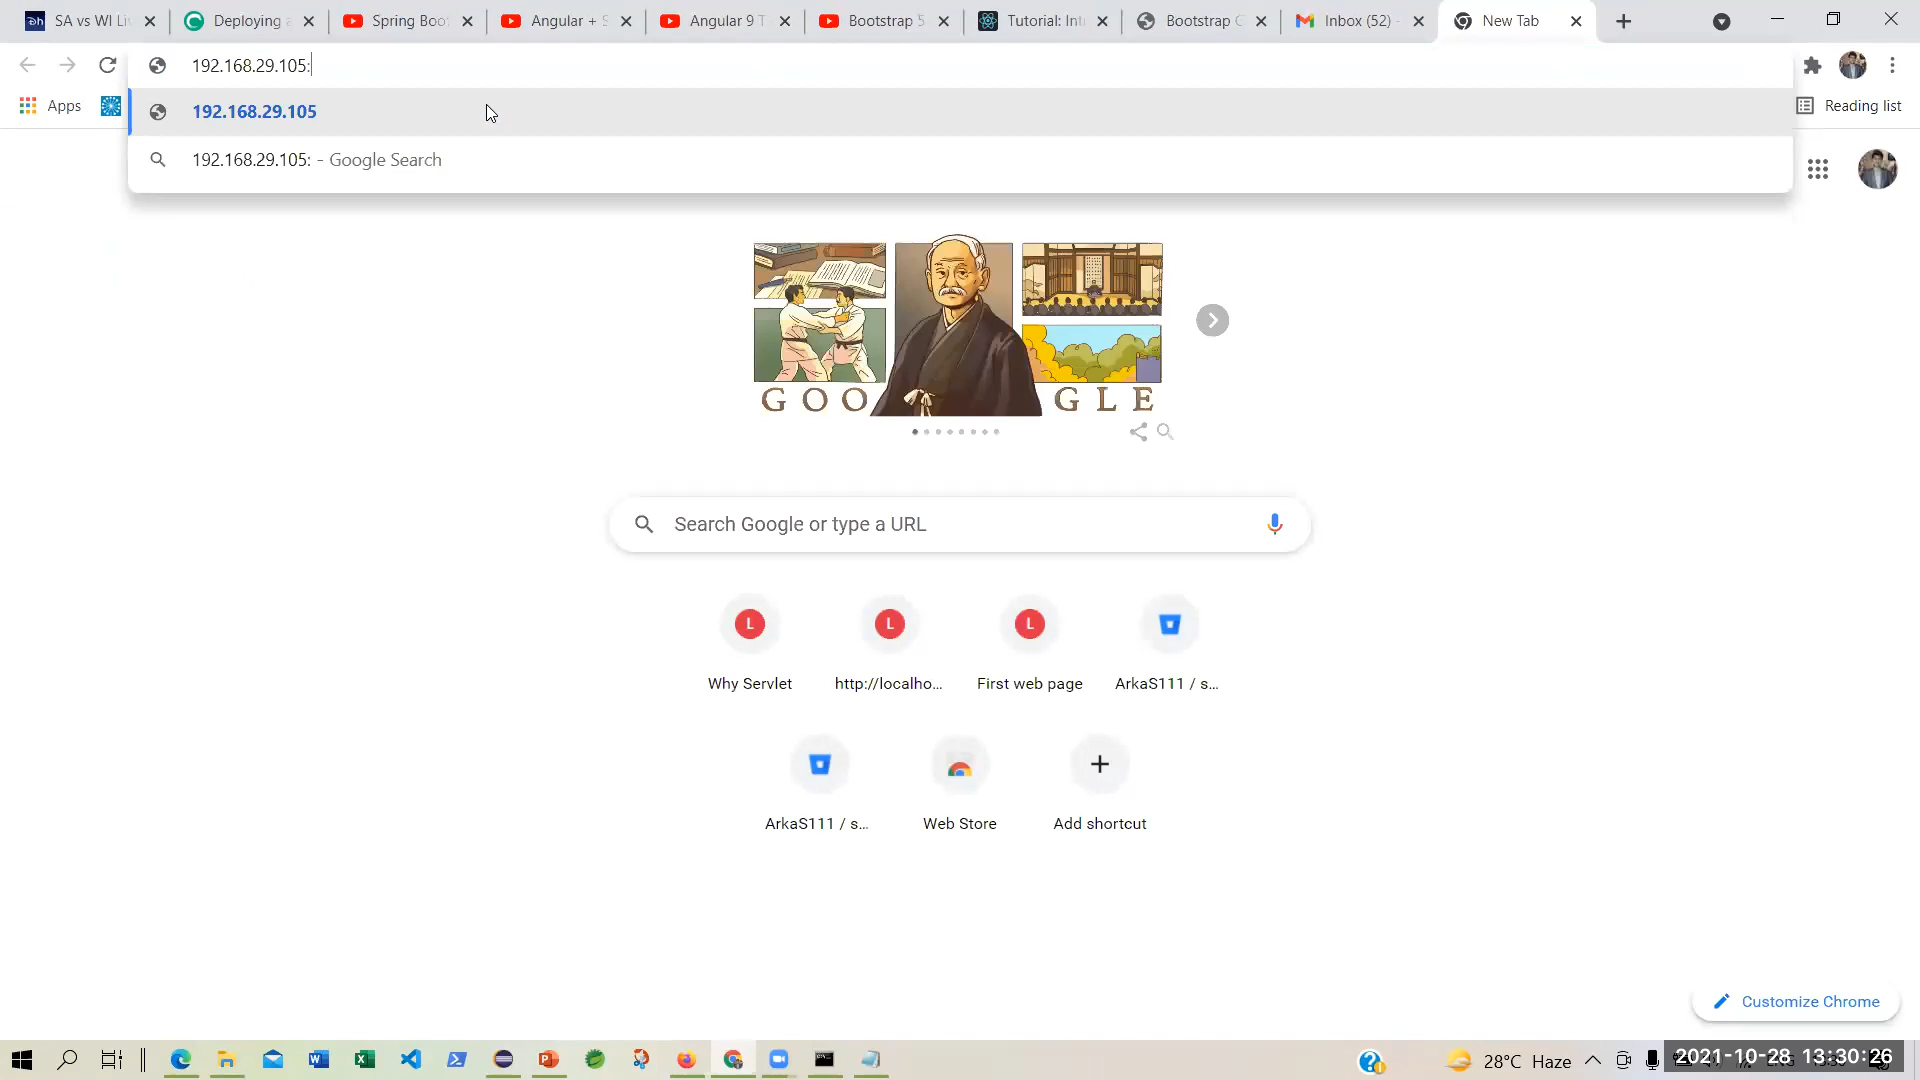 SA vs WI Li
Deploying a
Spring Boo
Angular + S
Angular 9 T
Bootstrap 5
Tutorial: Int
Bootstrap C
Inbox (52) -
New Tab
192.168.29.105:
Apps
192.168.29.105
Reading list
192.168.29.105: - Google Search
GOO GLE
Search Google or type a URL
L
L
L
Why Servlet
http://localho...
First web page
ArkaS111 / s...
ArkaS111 / s...
Web Store
Add shortcut
Customize Chrome
28°C Haze
2021-10-28 13:30:26